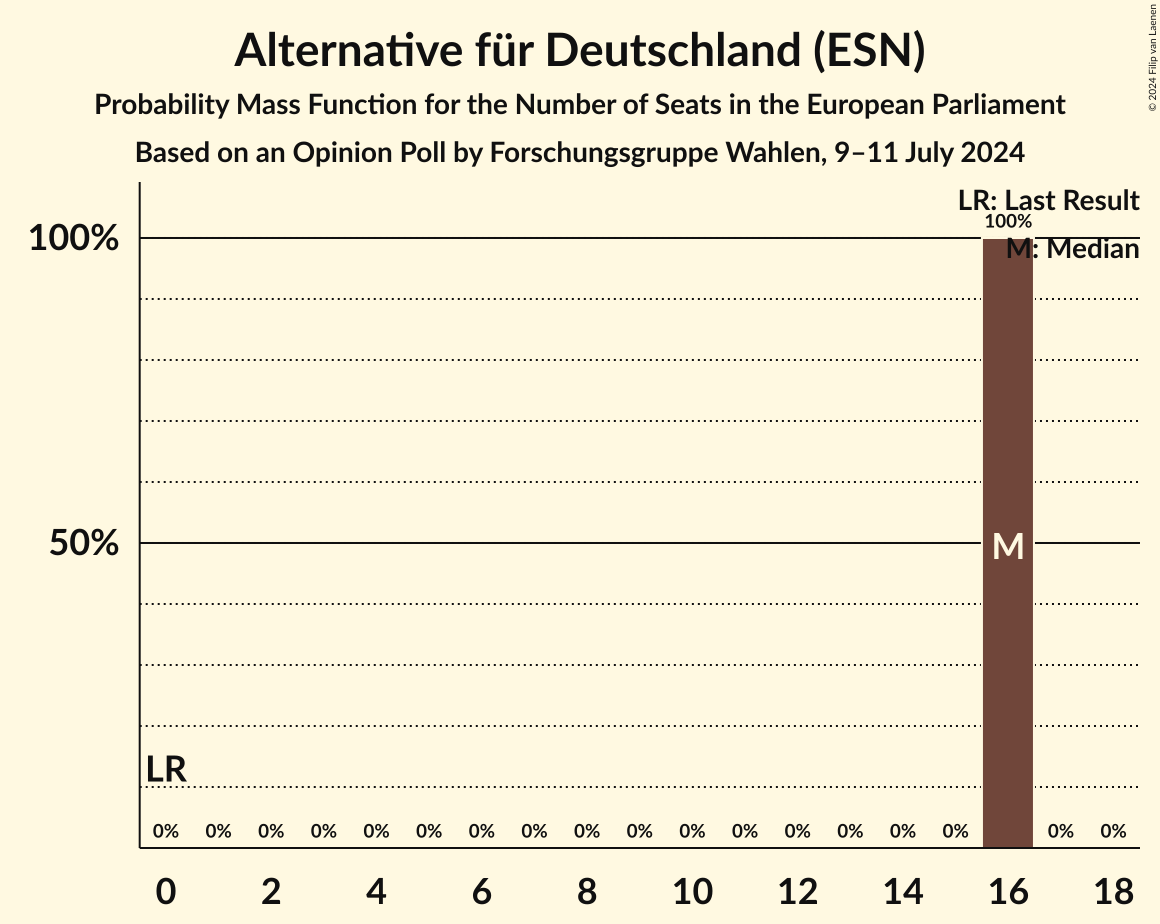 Alternative für Deutschland (ESN)
Probability Mass Function for the Number of Seats in the European Parliament
Based on an Opinion Poll by Forschungsgruppe Wahlen, 9–11 July 2024
© 2024 Filip van Laenen
LR: Last Result
100%
M: Median
100%
50%
M
LR
0% 0% 0% 0% 0% 0% 0% 0% 0% 0% 0% 0% 0% 0% 0% 0% 0% 0%
0 2 4 6 8 10 12 14 16 18